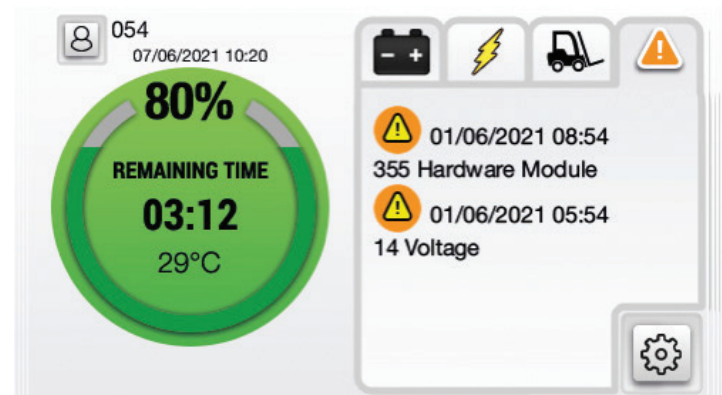 054
07/06/2021 10:20
80%
REMAINING TIME
03:12
29°C
01/06/2021 08:54
355 Hardware Module
01/06/2021 05:54
14 Voltage